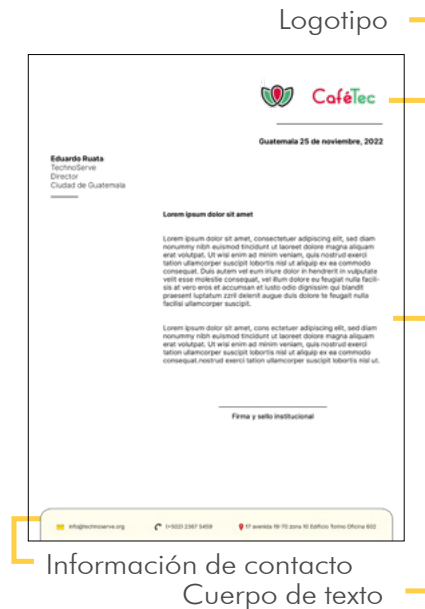 Logotipo
CaféTec
Guatemala 25 de noviembre, 2022
Eduardo Ruata
TechnoServe
Director
Ciudad de Guatemala
Lorem ipsum dolor sit amet
Lorem ipsum dolor sit amet, consectetuer adipiscing elit, sed diam
nonummy nibh euismod tincidunt ut laoreet dolore magna aliquam
erat volutpat. Ut wisi enim ad minim veniam, quis nostrud exerci
tation ullamcorper suscipit lobortis nisl ut aliquip ex ea commodo
consequat. Duis autem vel eum iriure dolor in hendrerit in vulputate
velit esse molestie consequat, vel illum dolore eu feugiat nulla facili-
sis at vero eros et accumsan et iusto odio dignissim qui blandit
praesent luptatum zzril delenit augue duis dolore te feugait nulla
facilisi ullamcorper suscipit.
Lorem ipsum dolor sit amet, cons ectetuer adipiscing elit, sed diam
nonummy nibh euismod tincidunt ut laoreet dolore magna aliquam
erat volutpat. Ut wisi enim ad minim veniam, quis nostrud exerci
tation ullamcorper suscipit lobortis nisl ut aliquip ex ea commodo
consequat.nostrud exerci tation ullamcorper suscipit lobortis nisl ut.
Firma y sello institucional
info@technoserve.org
(+502) 2367 5459
17 avenida 19-70 zona 10 Edificio Torino Oficina 602
Información de contacto
Cuerpo de texto